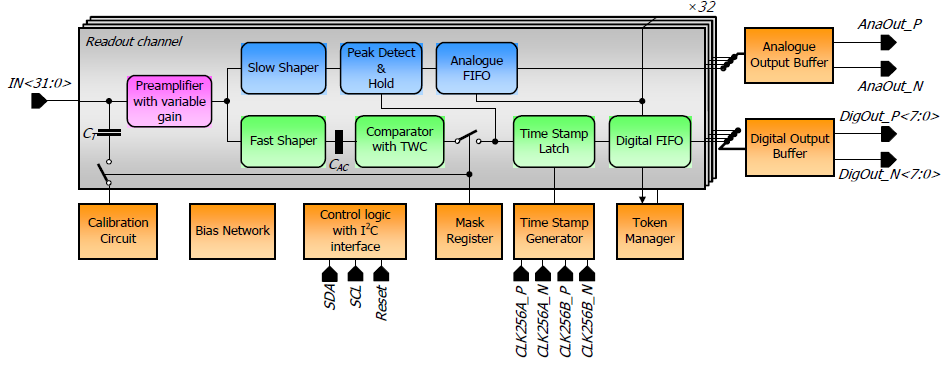 ×32
Readout channel
IN<31:0>
C_T
Preamplifier
with variable
gain
Slow Shaper
Peak Detect
&
Hold
Analogue
FIFO
Fast Shaper
C_AC
Comparator
with TWC
Time Stamp
Latch
Digital FIFO
Analogue
Output Buffer
AnaOut_P
AnaOut_N
Digital Output
Buffer
DigOut_P<7:0>
DigOut_N<7:0>
Calibration
Circuit
Bias Network
Control logic
with I²C
interface
Mask
Register
Time Stamp
Generator
Token
Manager
SDA
SCL
Reset
CLK256A_P
CLK256A_N
CLK256B_P
CLK256B_N